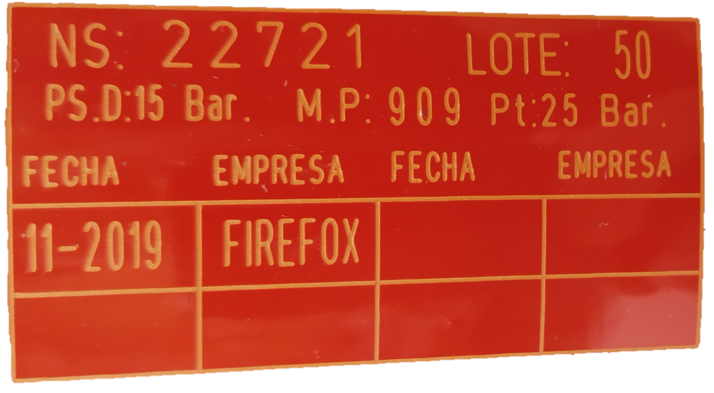 NS: 22721 LOTE: 50
PS.D:15 Bar. M.P: 909 Pt:25 Bar.
FECHA EMPRESA FECHA EMPRESA
11-2019 FIREFOX